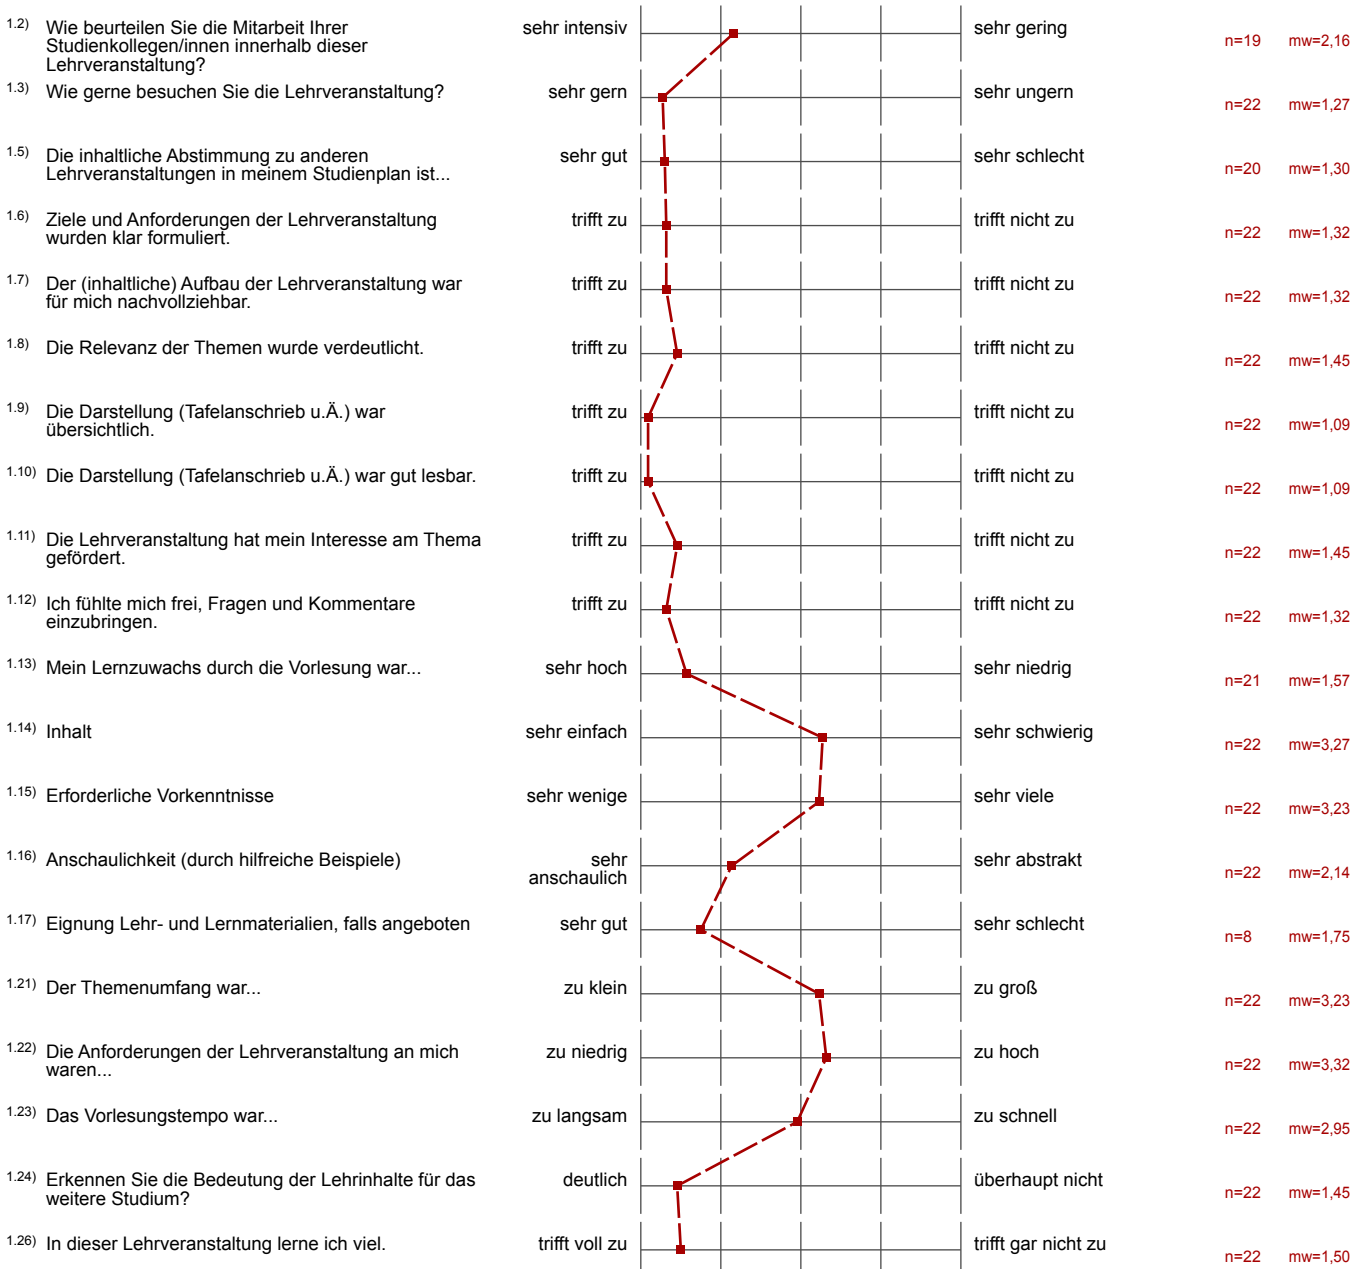 1.2) Wie beurteilen Sie die Mitarbeit Ihrer
Studienkollegen/innen innerhalb dieser
Lehrveranstaltung?
sehr intensiv
sehr gering
n=19 mw=2,16
1.3) Wie gerne besuchen Sie die Lehrveranstaltung?
sehr gern
sehr ungern
n=22 mw=1,27
1.5) Die inhaltliche Abstimmung zu anderen
Lehrveranstaltungen in meinem Studienplan ist...
sehr gut
sehr schlecht
n=20 mw=1,30
1.6) Ziele und Anforderungen der Lehrveranstaltung
wurden klar formuliert.
trifft zu
trifft nicht zu
n=22 mw=1,32
1.7) Der (inhaltliche) Aufbau der Lehrveranstaltung war
für mich nachvollziehbar.
trifft zu
trifft nicht zu
n=22 mw=1,32
1.8) Die Relevanz der Themen wurde verdeutlicht.
trifft zu
trifft nicht zu
n=22 mw=1,45
1.9) Die Darstellung (Tafelanschrieb u.Ä.) war
übersichtlich.
trifft zu
trifft nicht zu
n=22 mw=1,09
1.10) Die Darstellung (Tafelanschrieb u.Ä.) war gut lesbar.
trifft zu
trifft nicht zu
n=22 mw=1,09
1.11) Die Lehrveranstaltung hat mein Interesse am Thema
gefördert.
trifft zu
trifft nicht zu
n=22 mw=1,45
1.12) Ich fühlte mich frei, Fragen und Kommentare
einzubringen.
trifft zu
trifft nicht zu
n=22 mw=1,32
1.13) Mein Lernzuwachs durch die Vorlesung war...
sehr hoch
sehr niedrig
n=21 mw=1,57
1.14) Inhalt
sehr einfach
sehr schwierig
n=22 mw=3,27
1.15) Erforderliche Vorkenntnisse
sehr wenige
sehr viele
n=22 mw=3,23
1.16) Anschaulichkeit (durch hilfreiche Beispiele)
sehr
anschaulich
sehr abstrakt
n=22 mw=2,14
1.17) Eignung Lehr- und Lernmaterialien, falls angeboten
sehr gut
sehr schlecht
n=8 mw=1,75
1.21) Der Themenumfang war...
zu klein
zu groß
n=22 mw=3,23
1.22) Die Anforderungen der Lehrveranstaltung an mich
waren...
zu niedrig
zu hoch
n=22 mw=3,32
1.23) Das Vorlesungstempo war...
zu langsam
zu schnell
n=22 mw=2,95
1.24) Erkennen Sie die Bedeutung der Lehrinhalte für das
weitere Studium?
deutlich
überhaupt nicht
n=22 mw=1,45
1.26) In dieser Lehrveranstaltung lerne ich viel.
trifft voll zu
trifft gar nicht zu
n=22 mw=1,50